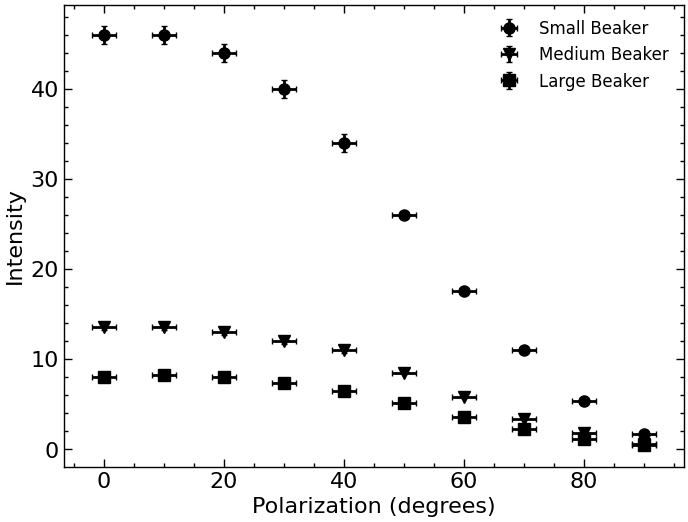 Small Beaker
Medium Beaker
Large Beaker
Intensity
40
30
20
10
0
0 20 40 60 80
Polarization (degrees)